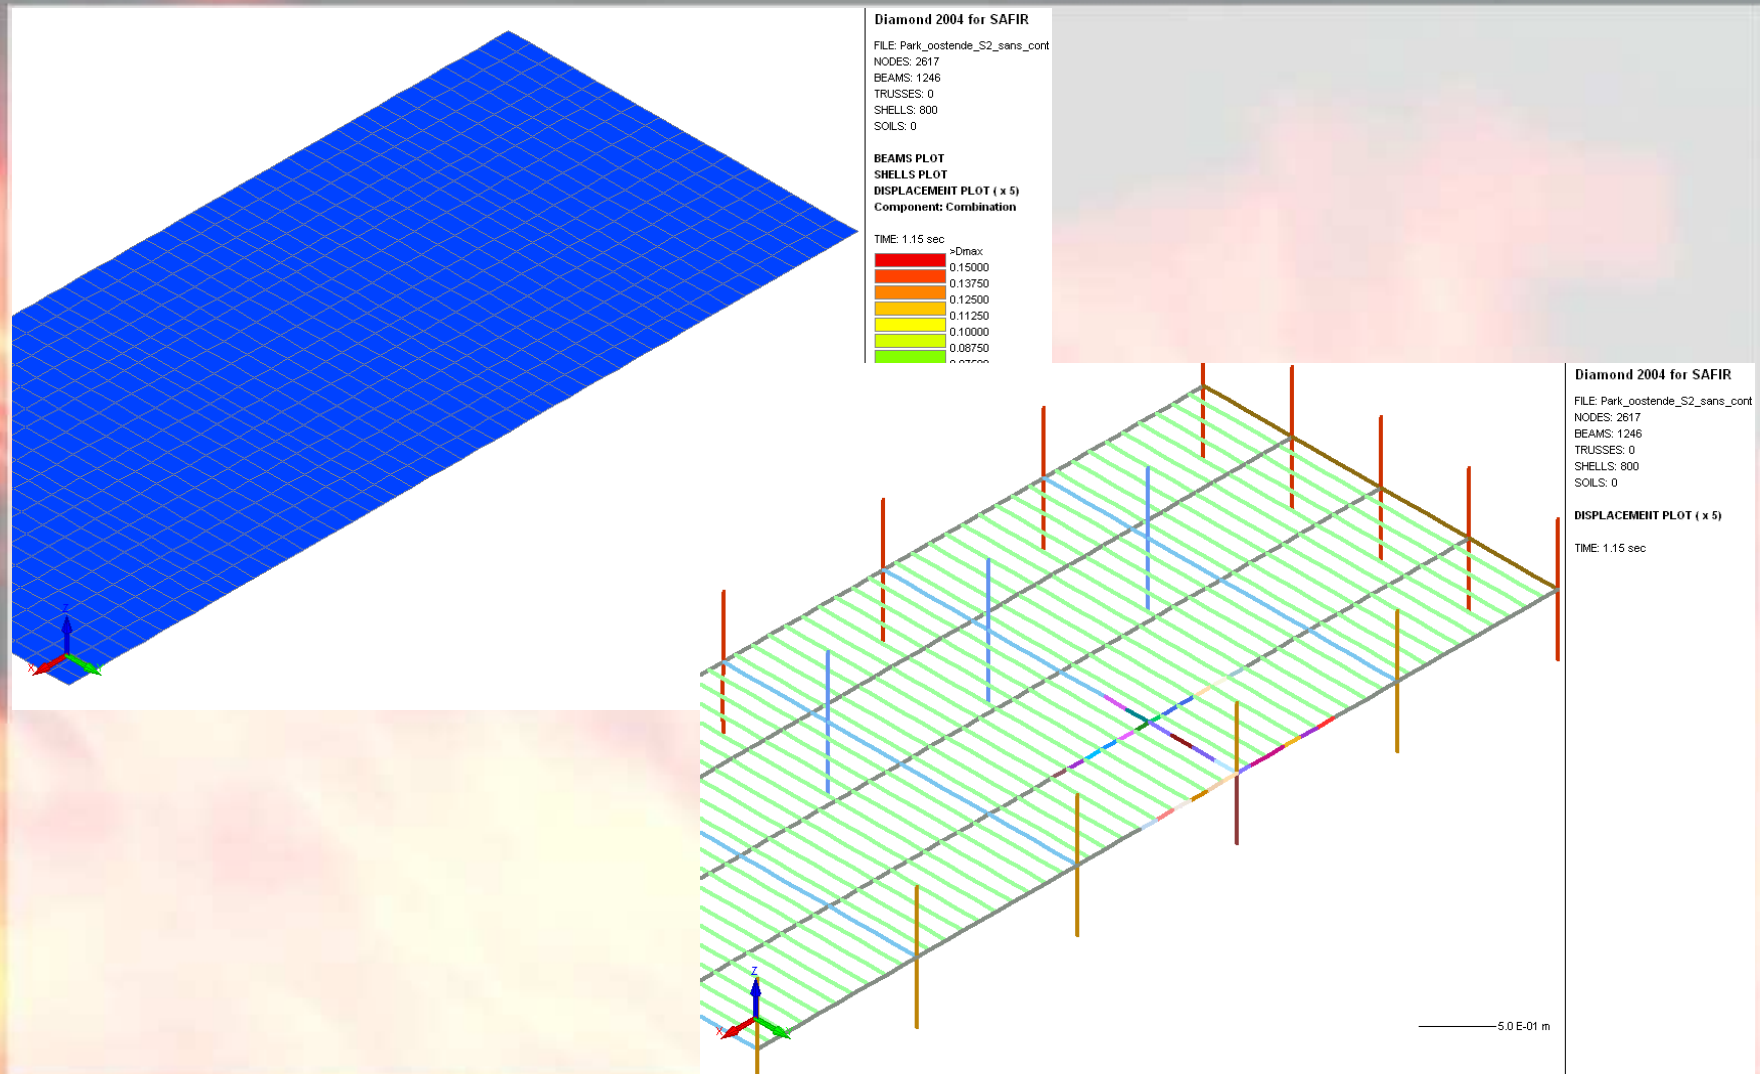 Diamond 2004 for SAFIR
FILE: Park_oostende_S2_sans_cont
NODES: 2617
BEAMS: 1246
TRUSSES: 0
SHELLS: 800
SOILS: 0
BEAMS PLOT
SHELLS PLOT
DISPLACEMENT PLOT ( x 5)
Component: Combination
TIME: 1.15 sec
>Dmax
0.15000
0.13750
0.12500
0.11250
0.10000
0.08750
Z
X
Diamond 2004 for SAFIR
FILE: Park_oostende_S2_sans_cont
NODES: 2617
BEAMS: 1246
TRUSSES: 0
SHELLS: 800
SOILS: 0
DISPLACEMENT PLOT ( x 5)
TIME: 1.15 sec
Z
X
5.0 E-01 m